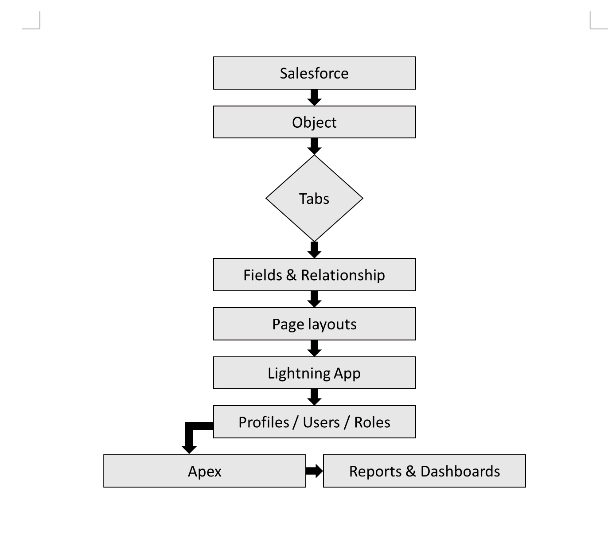 Salesforce
Object
Tabs
Fields & Relationship
Page layouts
Lightning App
Profiles / Users / Roles
Apex
Reports & Dashboards